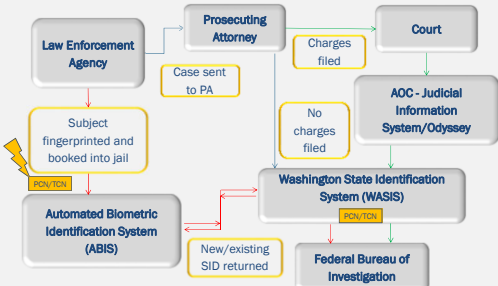 Law Enforcement
Agency
Prosecuting
Attorney
Court
Charges
filed
Case sent
to PA
AOC - Judicial
Information
System/Odyssey
Subject
fingerprinted and
booked into jail
No
charges
filed
PCN/TCN
Washington State Identification
System (WASIS)
PCN/TCN
Automated Biometric
Identification System
(ABIS)
New/existing
SID returned
Federal Bureau of
Investigation